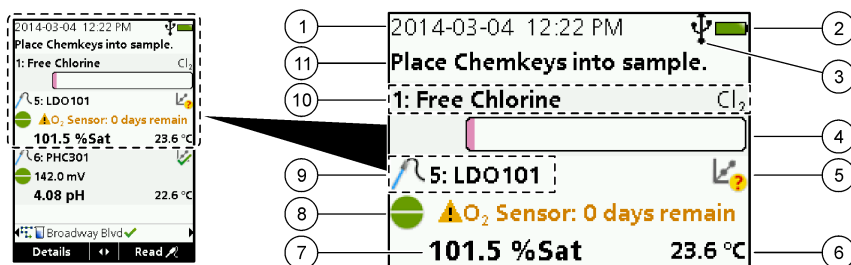 2014-03-04 12:22 PM
Place Chemkeys into sample.
1: Free Chlorine Cl₂
5: LDO101
O₂ Sensor: 0 days remain
101.5 %Sat 23.6 °C
6: PHC301
142.0 mV
4.08 pH 22.6 °C
Broadway Blvd
Details Read
1
11
10
9
8
7
2014-03-04 12:22 PM
Place Chemkeys into sample.
1: Free Chlorine Cl₂
5: LDO101
?
O₂ Sensor: 0 days remain
101.5 %Sat 23.6 °C
2
3
4
5
6